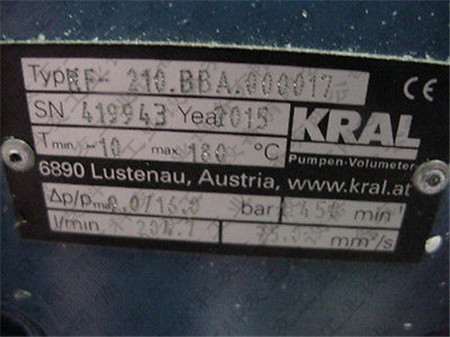 Type KF- 210.BBA.000017 CE
SN 419943 Year 2015
KRAL
Tmin -10 max 180 °C
Pumpen-Volumeter
6890 Lustenau, Austria, www.kral.at
Δp/pmax bar min⁻¹
l/min mm²/s